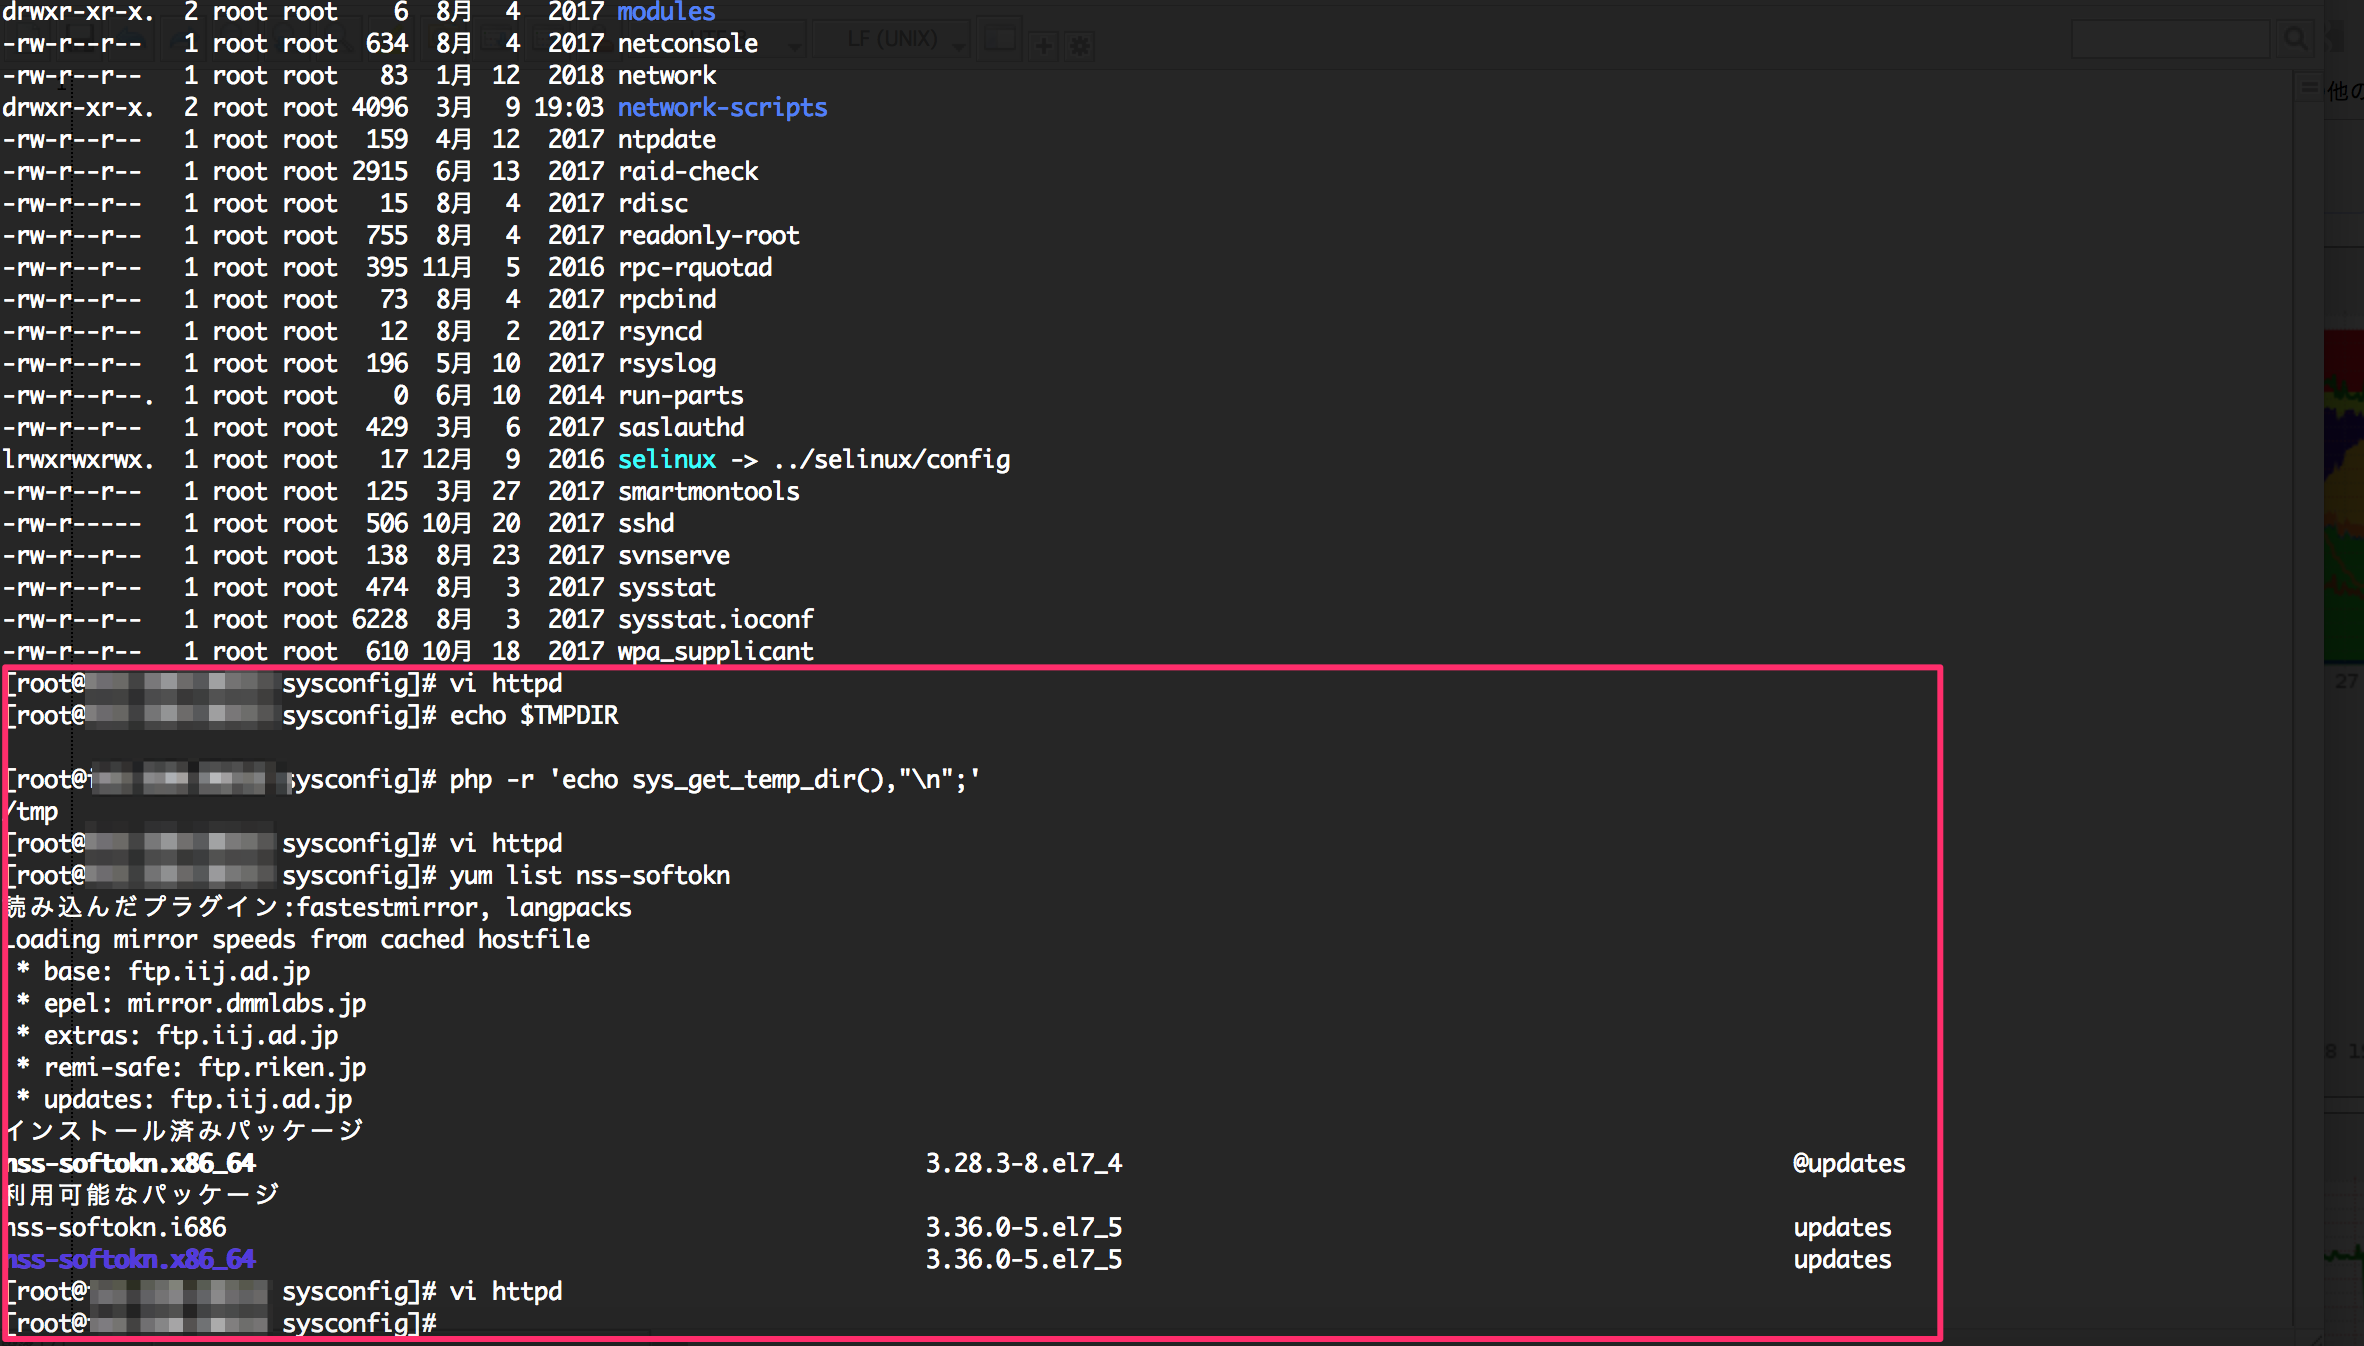 drwxr-xr-x.  2 root root    6  8月  4  2017 modules
-rw-r--r--   1 root root  634  8月  4  2017 netconsole
-rw-r--r--   1 root root   83  1月 12  2018 network
drwxr-xr-x.  2 root root 4096  3月  9 19:03 network-scripts
-rw-r--r--   1 root root  159  4月 12  2017 ntpdate
-rw-r--r--   1 root root 2915  6月 13  2017 raid-check
-rw-r--r--   1 root root   15  8月  4  2017 rdisc
-rw-r--r--   1 root root  755  8月  4  2017 readonly-root
-rw-r--r--   1 root root  395 11月  5  2016 rpc-rquotad
-rw-r--r--   1 root root   73  8月  4  2017 rpcbind
-rw-r--r--   1 root root   12  8月  2  2017 rsyncd
-rw-r--r--   1 root root  196  5月 10  2017 rsyslog
-rw-r--r--.  1 root root    0  6月 10  2014 run-parts
-rw-r--r--   1 root root  429  3月  6  2017 saslauthd
lrwxrwxrwx.  1 root root   17 12月  9  2016 selinux -> ../selinux/config
-rw-r--r--   1 root root  125  3月 27  2017 smartmontools
-rw-r-----   1 root root  506 10月 20  2017 sshd
-rw-r--r--   1 root root  138  8月 23  2017 svnserve
-rw-r--r--   1 root root  474  8月  3  2017 sysstat
-rw-r--r--   1 root root 6228  8月  3  2017 sysstat.ioconf
-rw-r--r--   1 root root  610 10月 18  2017 wpa_supplicant
[root@ sysconfig]# vi httpd
[root@ sysconfig]# echo $TMPDIR
[root@ sysconfig]# php -r 'echo sys_get_temp_dir(),"\n";'
/tmp
[root@ sysconfig]# vi httpd
[root@ sysconfig]# yum list nss-softokn
読み込んだプラグイン:fastestmirror, langpacks
Loading mirror speeds from cached hostfile
 * base: ftp.iij.ad.jp
 * epel: mirror.dmmlabs.jp
 * extras: ftp.iij.ad.jp
 * remi-safe: ftp.riken.jp
 * updates: ftp.iij.ad.jp
インストール済みパッケージ
nss-softokn.x86_64 3.28.3-8.el7_4 @updates
利用可能なパッケージ
nss-softokn.i686 3.36.0-5.el7_5 updates
nss-softokn.x86_64 3.36.0-5.el7_5 updates
[root@ sysconfig]# vi httpd
[root@ sysconfig]#
LF (UNIX)
他の
27